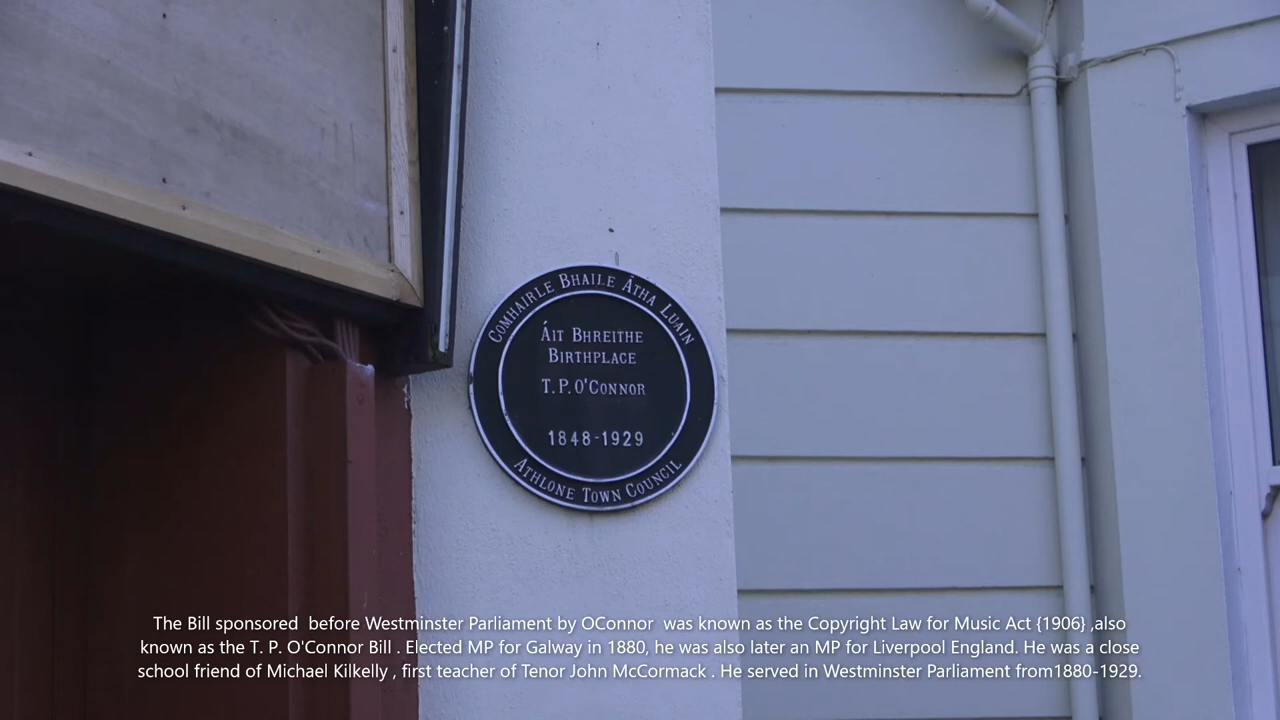 COMHAIRLE BHAILE ÁTHA LUAIN
ÁIT BHREITHE
BIRTHPLACE
T.P.O'CONNOR
1848-1929
ATHLONE TOWN COUNCIL
The Bill sponsored  before Westminster Parliament by OConnor  was known as the Copyright Law for Music Act {1906} ,also
known as the T. P. O'Connor Bill . Elected MP for Galway in 1880, he was also later an MP for Liverpool England. He was a close
school friend of Michael Kilkelly , first teacher of Tenor John McCormack . He served in Westminster Parliament from1880-1929.